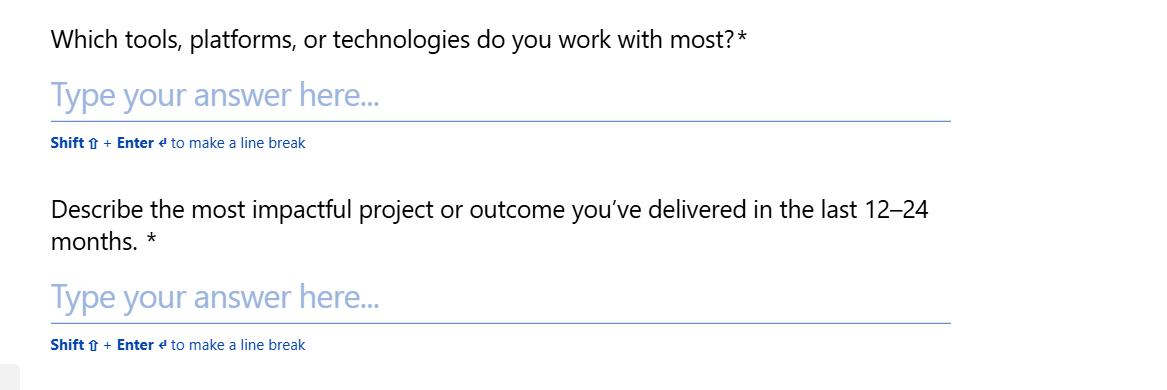 Which tools, platforms, or technologies do you work with most?*
Type your answer here...
Shift ⇧ + Enter ↵ to make a line break
Describe the most impactful project or outcome you’ve delivered in the last 12–24
months. *
Type your answer here...
Shift ⇧ + Enter ↵ to make a line break